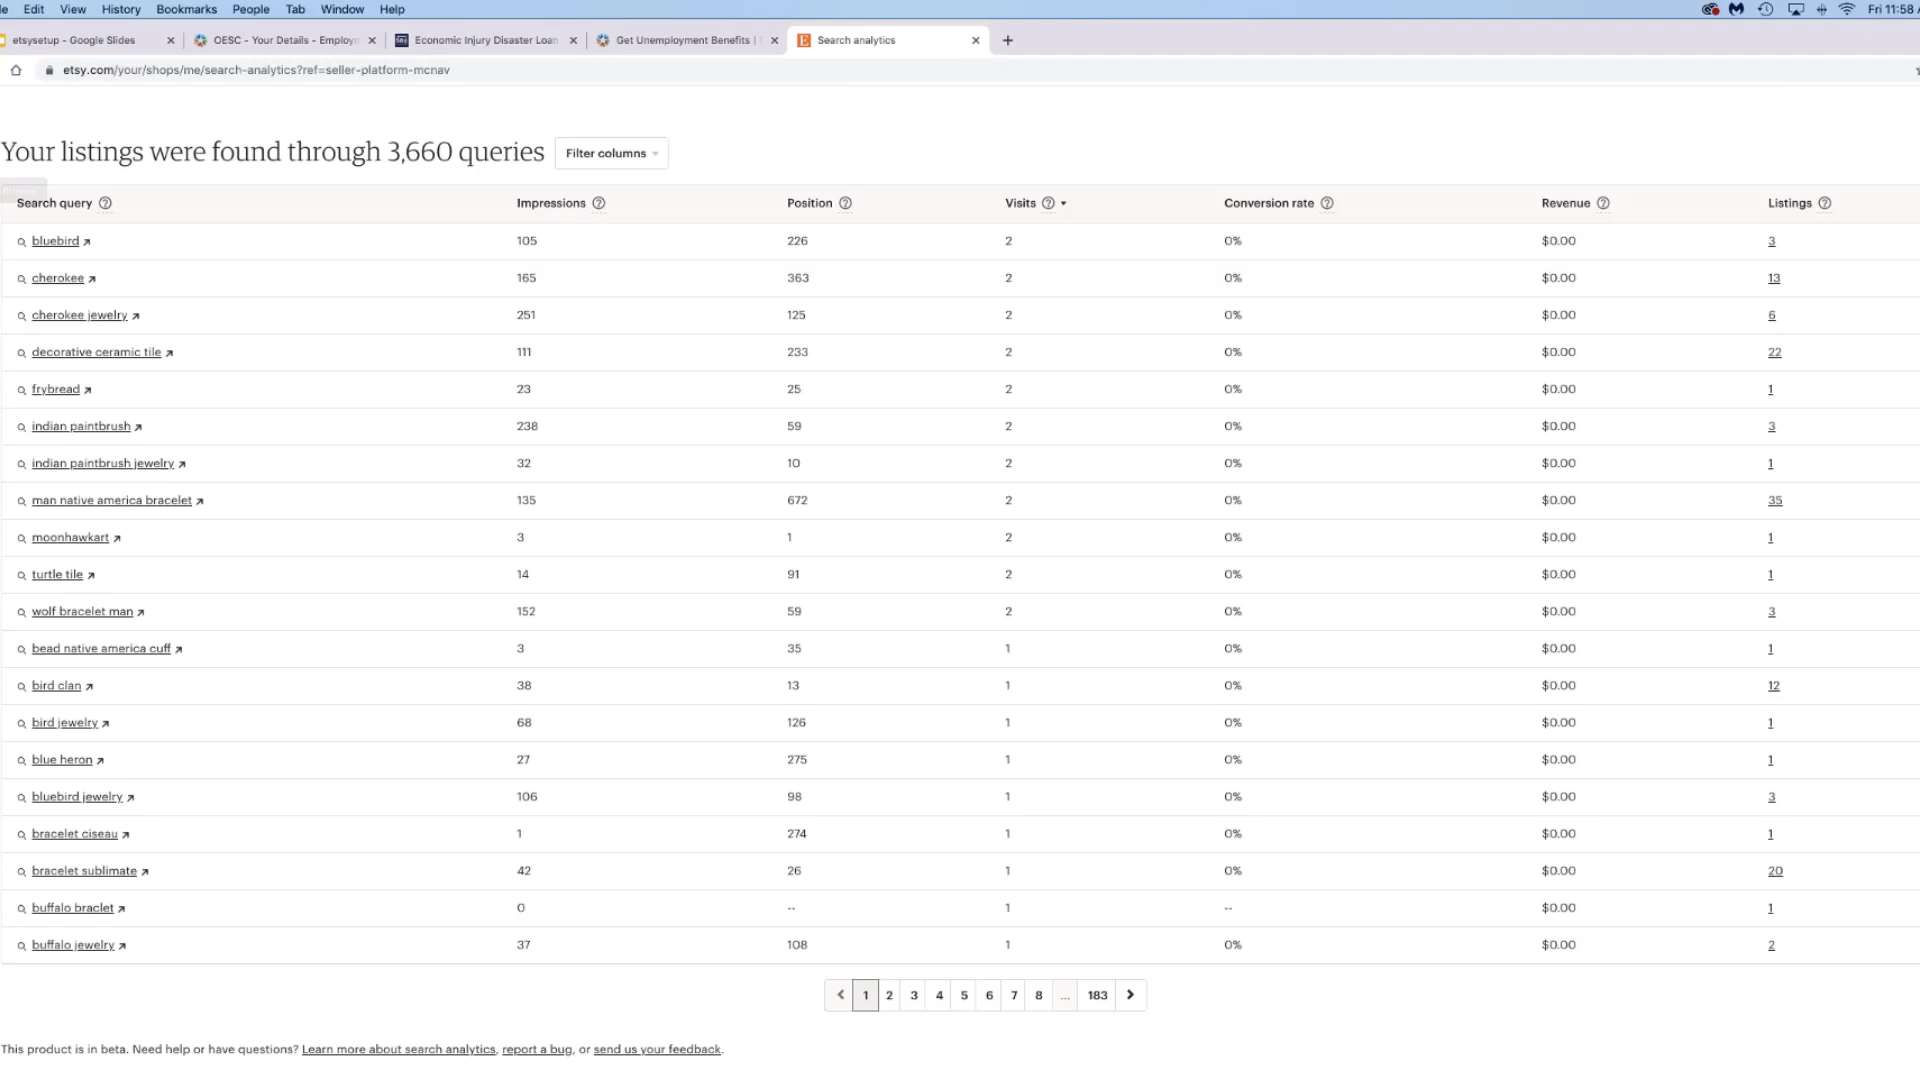 Edit View History Bookmarks People Tab Window Help Fri 11:58
etsysetup - Google Slides OESC - Your Details - Employm Economic Injury Disaster Loan Get Unemployment Benefits | Search analytics
etsy.com/your/shops/me/search-analytics?ref=seller-platform-mcnav
Your listings were found through 3,660 queries Filter columns
Search query Impressions Position Visits Conversion rate Revenue Listings
bluebird 105 226 2 0% $0.00 3
cherokee 165 363 2 0% $0.00 13
cherokee jewelry 251 125 2 0% $0.00 6
decorative ceramic tile 111 233 2 0% $0.00 22
frybread 23 25 2 0% $0.00 1
indian paintbrush 238 59 2 0% $0.00 3
indian paintbrush jewelry 32 10 2 0% $0.00 1
man native america bracelet 135 672 2 0% $0.00 35
moonhawkart 3 1 2 0% $0.00 1
turtle tile 14 91 2 0% $0.00 1
wolf bracelet man 152 59 2 0% $0.00 3
bead native america cuff 3 35 1 0% $0.00 1
bird clan 38 13 1 0% $0.00 12
bird jewelry 68 126 1 0% $0.00 1
blue heron 27 275 1 0% $0.00 1
bluebird jewelry 106 98 1 0% $0.00 3
bracelet ciseau 1 274 1 0% $0.00 1
bracelet sublimate 42 26 1 0% $0.00 20
buffalo braclet 0 -- 1 -- $0.00 1
buffalo jewelry 37 108 1 0% $0.00 2
1 2 3 4 5 6 7 8 ... 183
This product is in beta. Need help or have questions? Learn more about search analytics, report a bug, or send us your feedback.